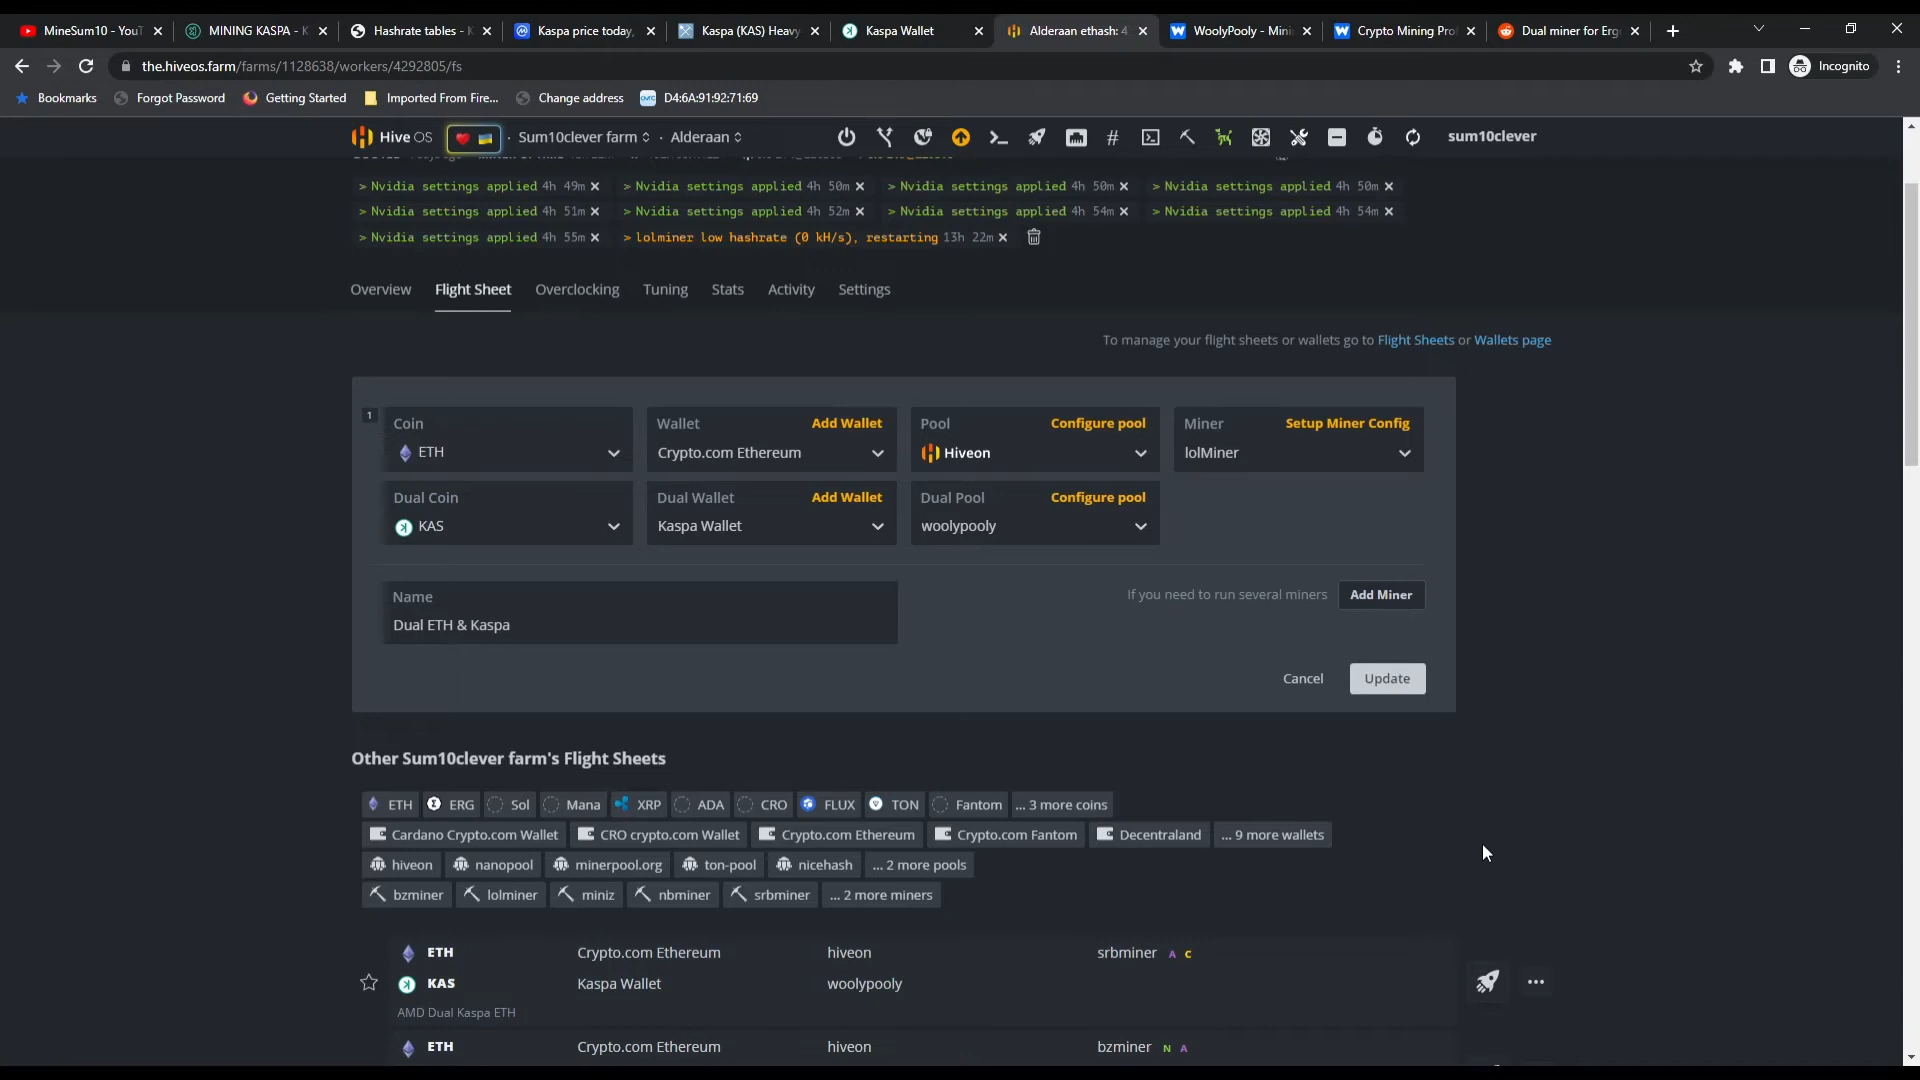 MineSum10 - YouT
MINING KASPA - K
Hashrate tables - K
Kaspa price today,
Kaspa (KAS) Heavy
Kaspa Wallet
Alderaan ethash: 4
WoolyPooly - Mini
Crypto Mining Pro
Dual miner for Erg
the.hiveos.farm/farms/1128638/workers/4292805/fs
Incognito
Bookmarks
Forgot Password
Getting Started
Imported From Fire...
Change address
D4:6A:91:92:71:69
Hive OS
Sum10clever farm
Alderaan
sum10clever
> Nvidia settings applied 4h 49m
> Nvidia settings applied 4h 50m
> Nvidia settings applied 4h 50m
> Nvidia settings applied 4h 50m
> Nvidia settings applied 4h 51m
> Nvidia settings applied 4h 52m
> Nvidia settings applied 4h 54m
> Nvidia settings applied 4h 54m
> Nvidia settings applied 4h 55m
> lolminer low hashrate (0 kH/s), restarting 13h 22m
Overview
Flight Sheet
Overclocking
Tuning
Stats
Activity
Settings
To manage your flight sheets or wallets go to Flight Sheets or Wallets page
1
Coin
ETH
Wallet
Add Wallet
Crypto.com Ethereum
Pool
Configure pool
Hiveon
Miner
Setup Miner Config
lolMiner
Dual Coin
KAS
Dual Wallet
Add Wallet
Kaspa Wallet
Dual Pool
Configure pool
woolypooly
Name
Dual ETH & Kaspa
If you need to run several miners
Add Miner
Cancel
Update
Other Sum10clever farm's Flight Sheets
ETH
ERG
Sol
Mana
XRP
ADA
CRO
FLUX
TON
Fantom
... 3 more coins
Cardano Crypto.com Wallet
CRO crypto.com Wallet
Crypto.com Ethereum
Crypto.com Fantom
Decentraland
... 9 more wallets
hiveon
nanopool
minerpool.org
ton-pool
nicehash
... 2 more pools
bzminer
lolminer
miniz
nbminer
srbminer
... 2 more miners
ETH
Crypto.com Ethereum
hiveon
srbminer A C
KAS
Kaspa Wallet
woolypooly
AMD Dual Kaspa ETH
ETH
Crypto.com Ethereum
hiveon
bzminer N A